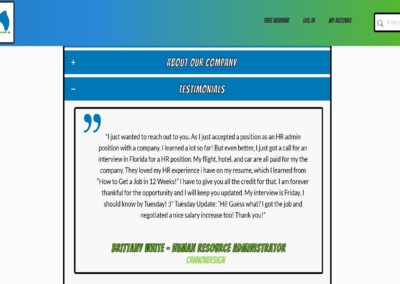 FREE WEBINAR LOG IN MY ACCOUNT
+ ABOUT OUR COMPANY
− TESTIMONIALS
”
"I just wanted to reach out to you. As I just accepted a position as an HR admin
position with a company. I learned a lot so far! But even better, I just got a call for an
interview in Florida for a HR position. My flight, hotel, and car are all paid for my the
company. They loved my HR experience i have on my resume, which I learned from
"How to Get a Job in 12 Weeks!" I have to give you all the credit for that. I am forever
thankful for the opportunity and I will keep you updated. My interview is Friday. I
should know by Tuesday! :)" Tuesday Update: "Hi! Guess what? I got the job and
negotiated a nice salary increase too! Thank you!"
BRITTANY WHITE - HUMAN RESOURCE ADMINISTRATOR
CANNONDESIGN